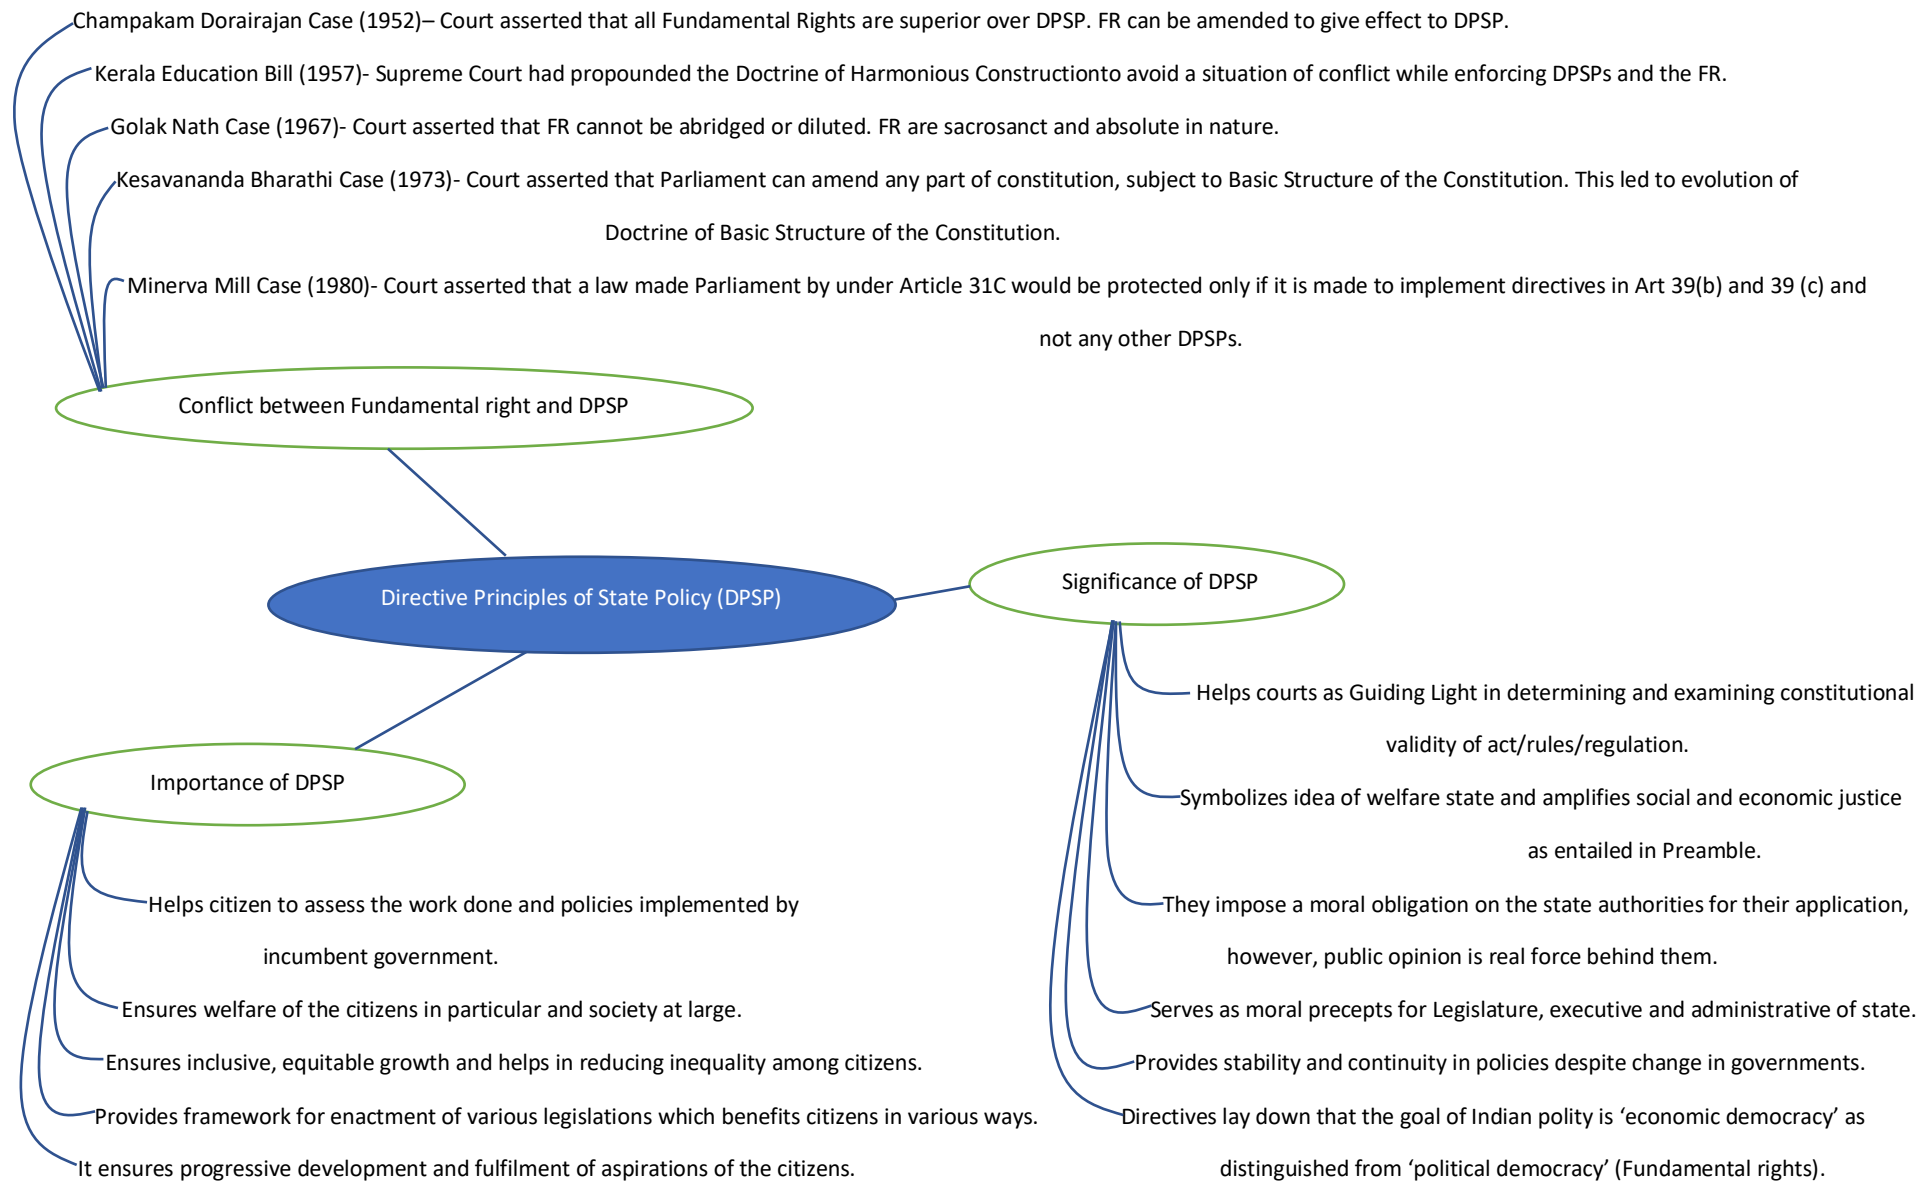 Champakam Dorairajan Case (1952)– Court asserted that all Fundamental Rights are superior over DPSP. FR can be amended to give effect to DPSP.
Kerala Education Bill (1957)- Supreme Court had propounded the Doctrine of Harmonious Constructionto avoid a situation of conflict while enforcing DPSPs and the FR.
Golak Nath Case (1967)- Court asserted that FR cannot be abridged or diluted. FR are sacrosanct and absolute in nature.
Kesavananda Bharathi Case (1973)- Court asserted that Parliament can amend any part of constitution, subject to Basic Structure of the Constitution. This led to evolution of
Doctrine of Basic Structure of the Constitution.
Minerva Mill Case (1980)- Court asserted that a law made Parliament by under Article 31C would be protected only if it is made to implement directives in Art 39(b) and 39 (c) and
not any other DPSPs.
Conflict between Fundamental right and DPSP
Directive Principles of State Policy (DPSP)
Significance of DPSP
Helps courts as Guiding Light in determining and examining constitutional
validity of act/rules/regulation.
Symbolizes idea of welfare state and amplifies social and economic justice
as entailed in Preamble.
They impose a moral obligation on the state authorities for their application,
however, public opinion is real force behind them.
Serves as moral precepts for Legislature, executive and administrative of state.
Provides stability and continuity in policies despite change in governments.
Directives lay down that the goal of Indian polity is ‘economic democracy’ as
distinguished from ‘political democracy’ (Fundamental rights).
Importance of DPSP
Helps citizen to assess the work done and policies implemented by
incumbent government.
Ensures welfare of the citizens in particular and society at large.
Ensures inclusive, equitable growth and helps in reducing inequality among citizens.
Provides framework for enactment of various legislations which benefits citizens in various ways.
It ensures progressive development and fulfilment of aspirations of the citizens.